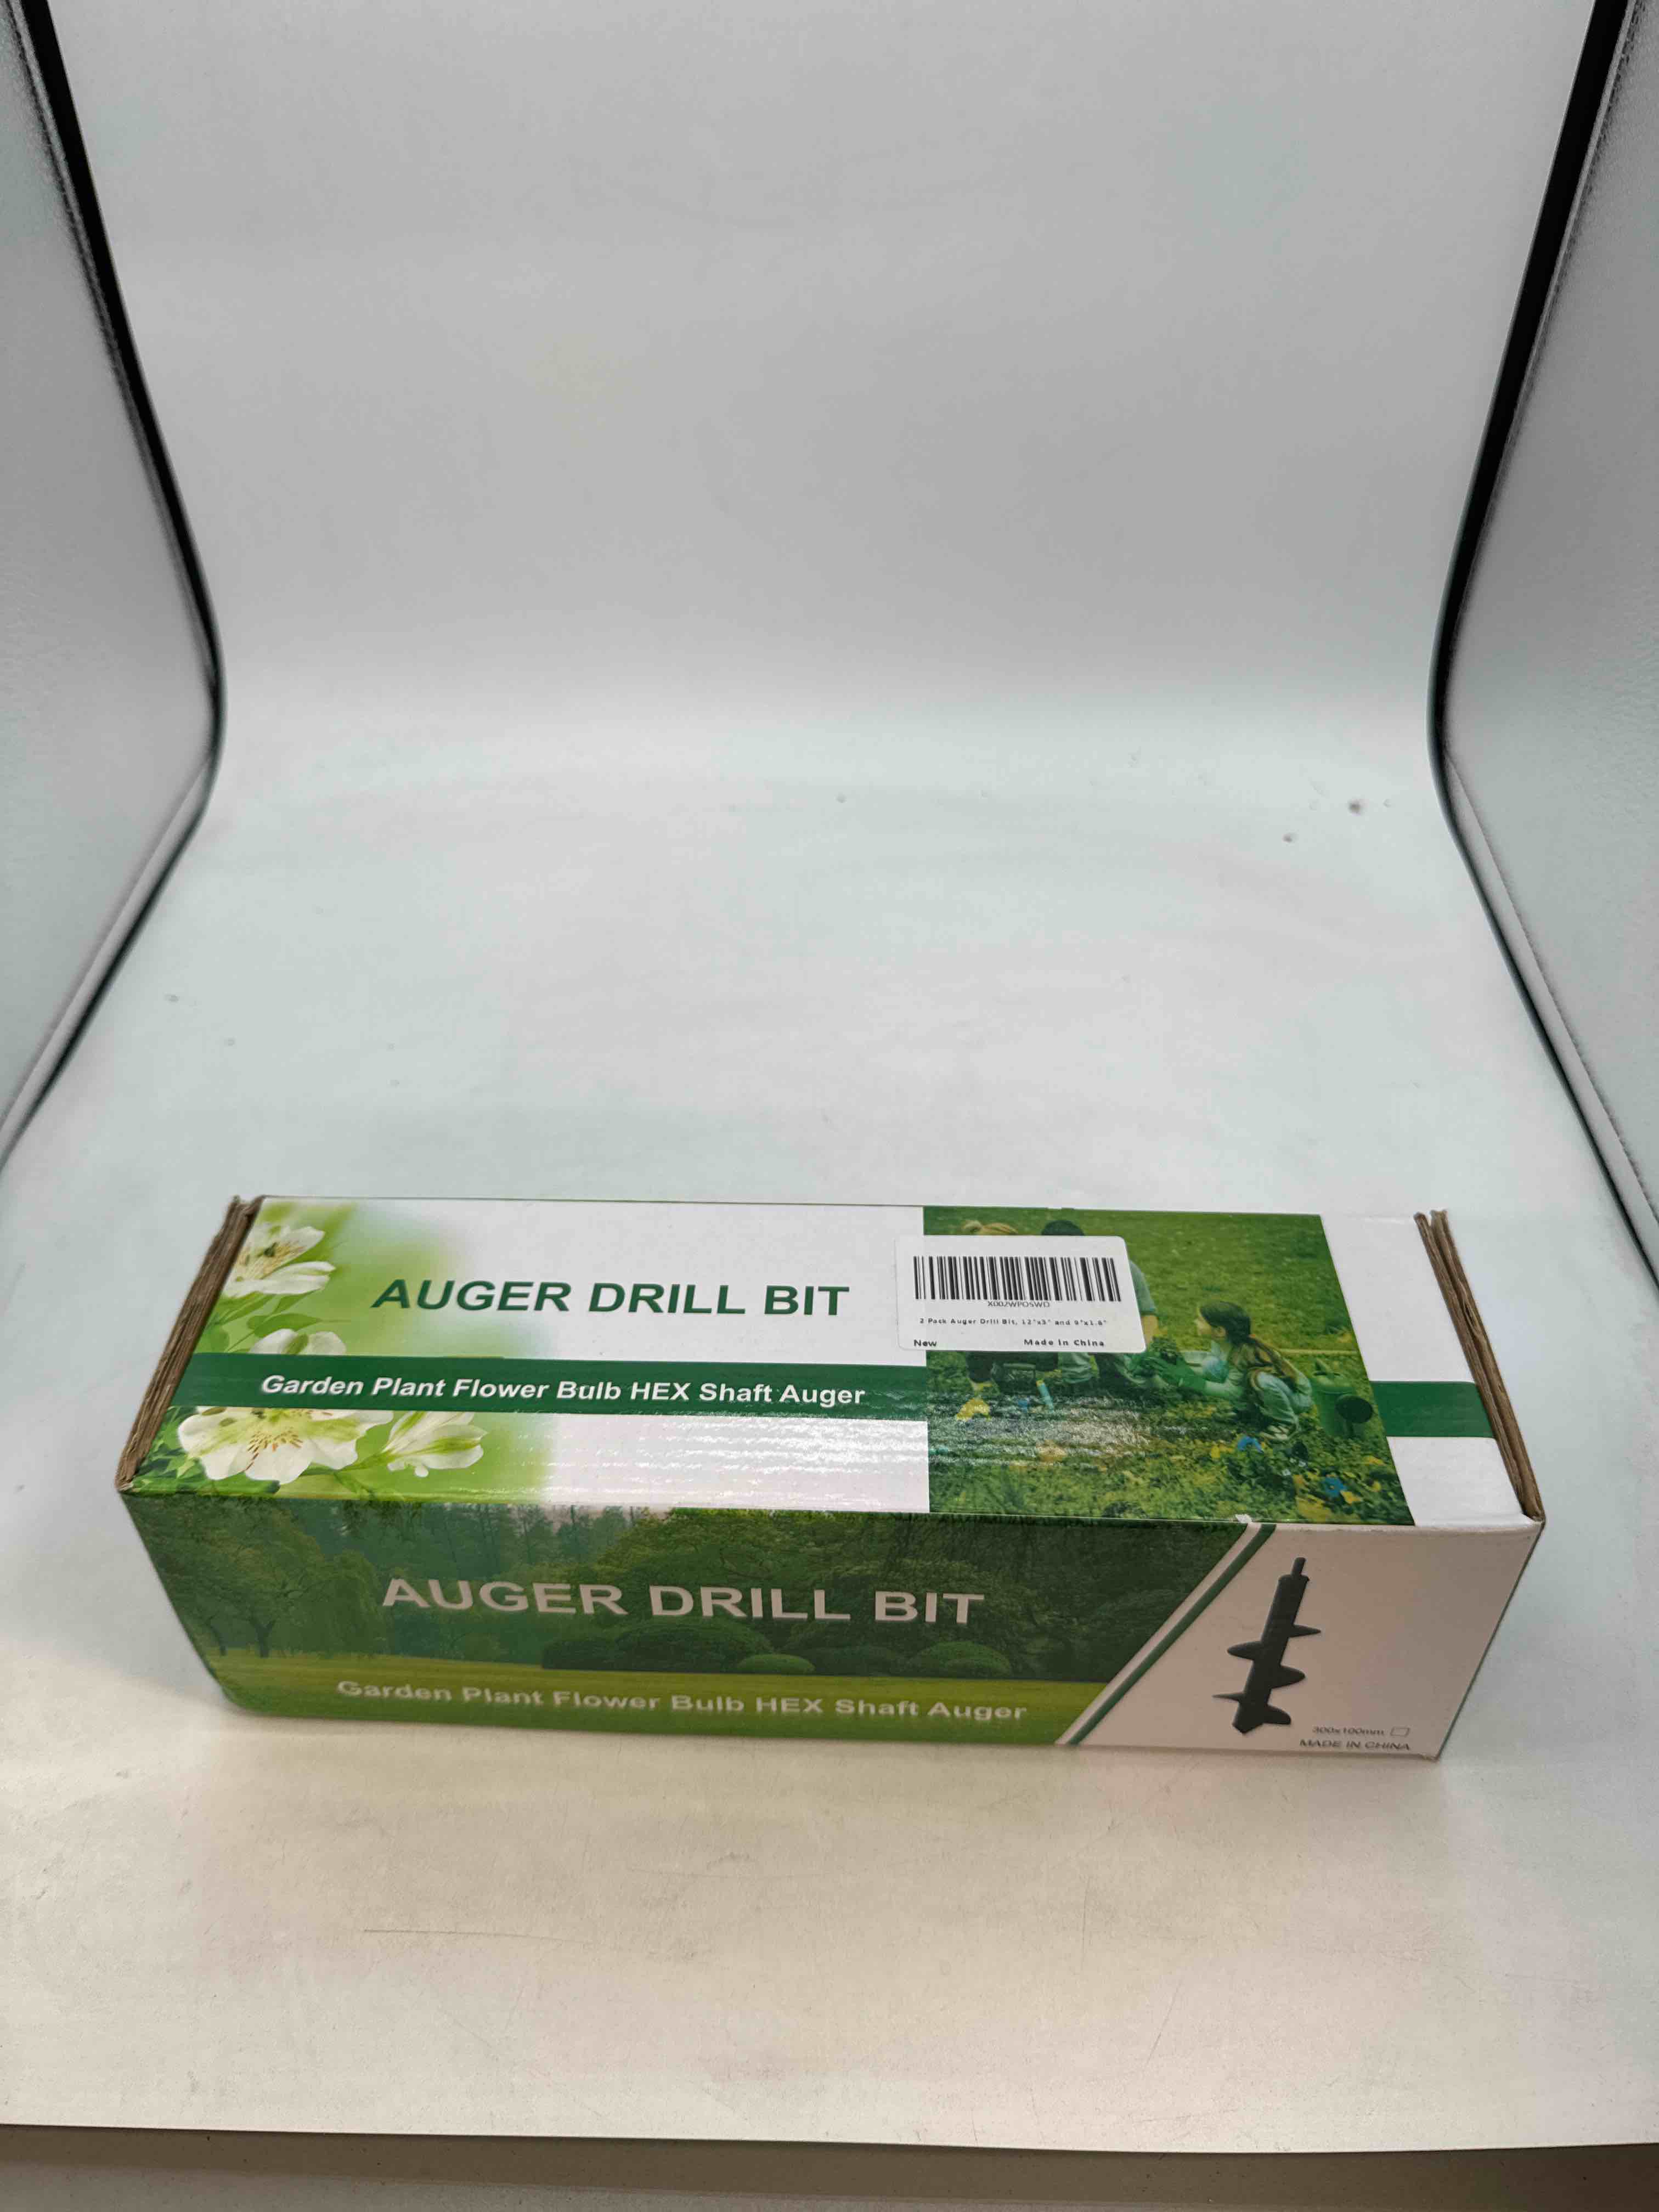 AUGER DRILL BIT
X002WPO5WD
2 Pack Auger Drill Bit, 12"x3" and 9"x1.6"
New Made in China
Garden Plant Flower Bulb HEX Shaft Auger
AUGER DRILL BIT
Garden Plant Flower Bulb HEX Shaft Auger
300x100mm
MADE IN CHINA